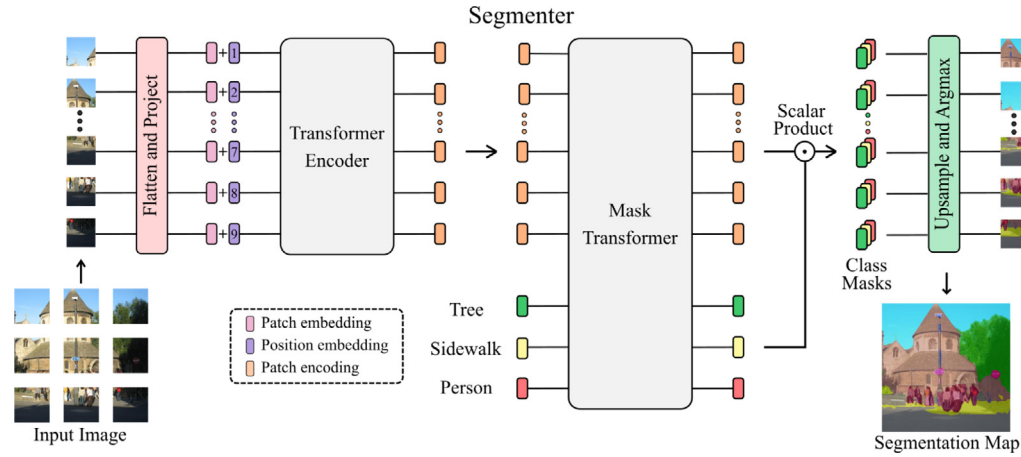 Segmenter
Flatten and Project
+1
+2
+7
+8
+9
Transformer
Encoder
Mask
Transformer
Scalar
Product
Upsample and Argmax
Class
Masks
Tree
Sidewalk
Person
Patch embedding
Position embedding
Patch encoding
Input Image
Segmentation Map